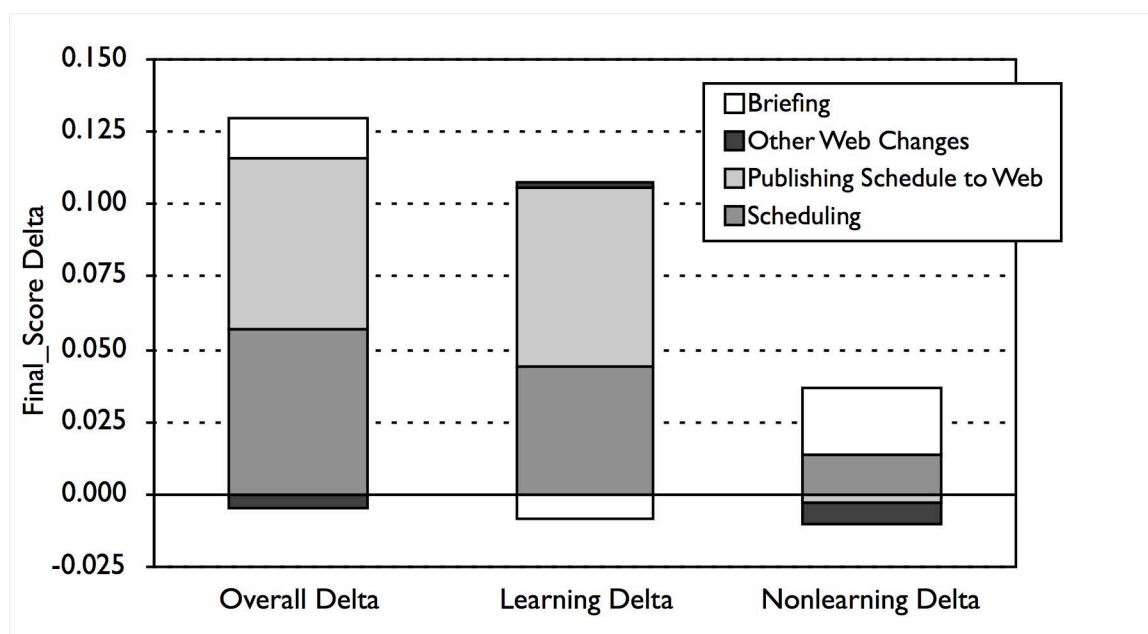 0.150
0.125
0.100
0.075
0.050
0.025
0.000
-0.025
Final_Score Delta
Briefing
Other Web Changes
Publishing Schedule to Web
Scheduling
Overall Delta
Learning Delta
Nonlearning Delta